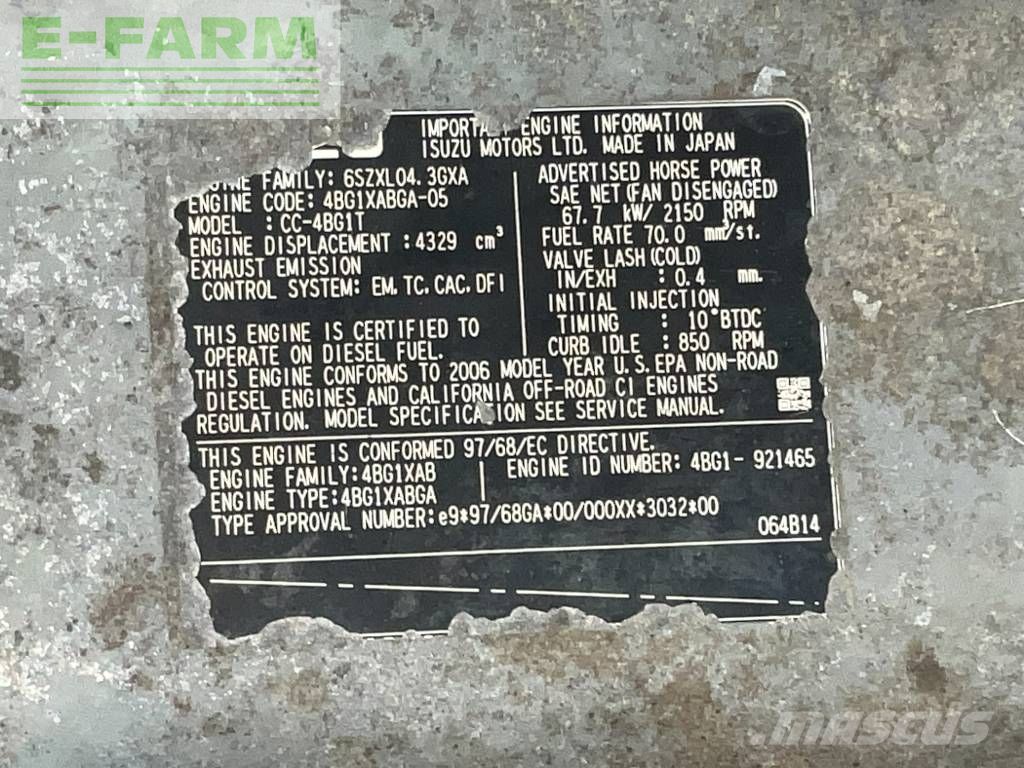 E-FARM
IMPORTA ENGINE INFORMATION
ISUZU MOTORS LTD. MADE IN JAPAN
ENGINE FAMILY: 6SZXL04.3GXA
ENGINE CODE: 4BG1XABGA-05
MODEL : CC-4BG1T
ENGINE DISPLACEMENT : 4329 cm³
EXHAUST EMISSION
CONTROL SYSTEM: EM, TC, CAC, DFI
ADVERTISED HORSE POWER
SAE NET (FAN DISENGAGED)
67.7 kW/ 2150 RPM
FUEL RATE 70.0 mm³/st.
VALVE LASH (COLD)
IN/EXH : 0.4 mm.
INITIAL INJECTION
TIMING : 10°BTDC
CURB IDLE : 850 RPM
THIS ENGINE IS CERTIFIED TO
OPERATE ON DIESEL FUEL.
THIS ENGINE CONFORMS TO 2006 MODEL YEAR U.S. EPA NON-ROAD
DIESEL ENGINES AND CALIFORNIA OFF-ROAD CI ENGINES
REGULATION. MODEL SPECIFICATION SEE SERVICE MANUAL.
THIS ENGINE IS CONFORMED 97/68/EC DIRECTIVE.
ENGINE FAMILY:4BG1XAB
ENGINE TYPE:4BG1XABGA
ENGINE ID NUMBER: 4BG1- 921465
TYPE APPROVAL NUMBER:e9*97/68GA*00/000XX*3032*00
064B14
mascus